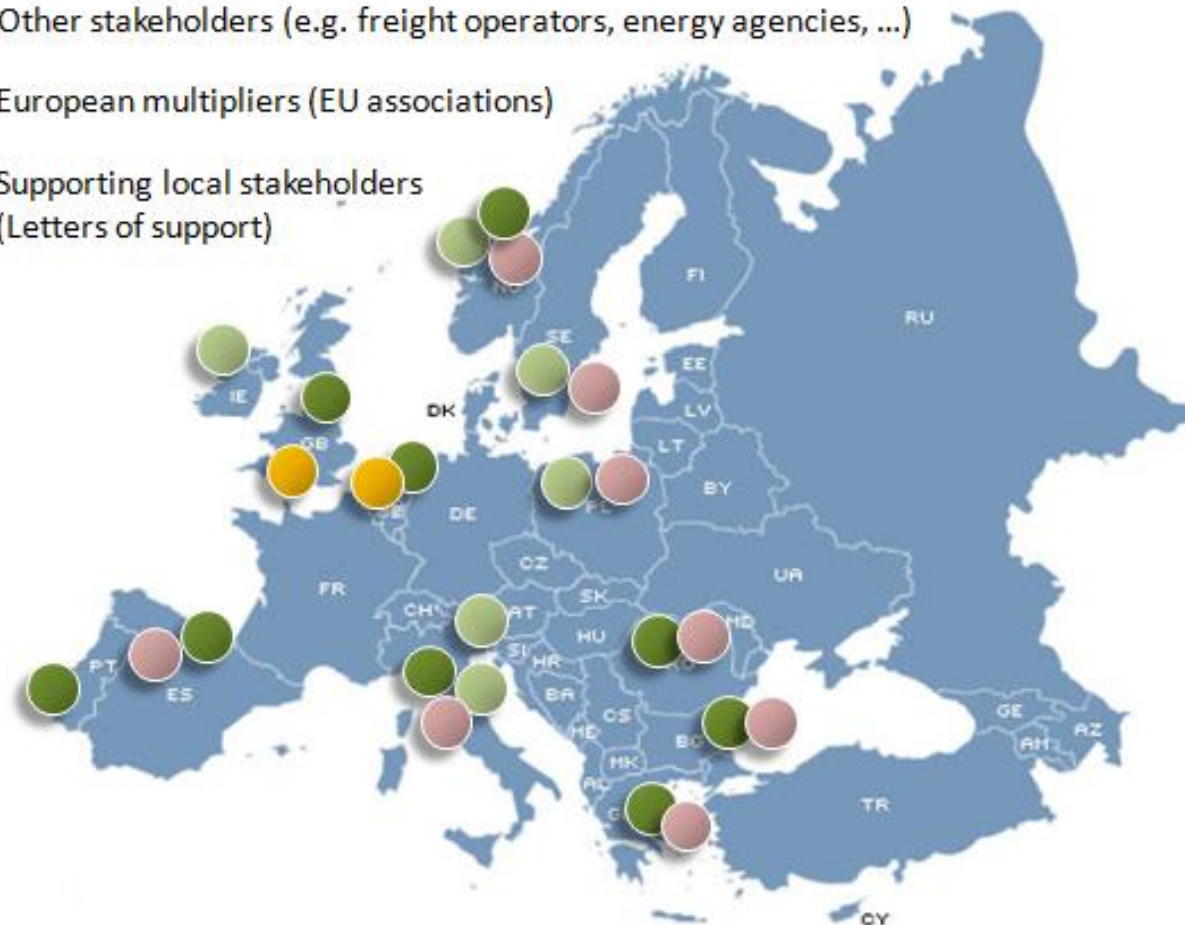 Other stakeholders (e.g. freight operators, energy agencies, ...)
European multipliers (EU associations)
Supporting local stakeholders
(Letters of support)
FI
RU
SE
EE
IE
DK
LV
GB
LT
BY
DE
CZ
UA
FR
SK
CH
AT
HU
MD
SI
HR
PT
ES
BA
CS
GE
ME
AZ
AM
MK
TR
CY